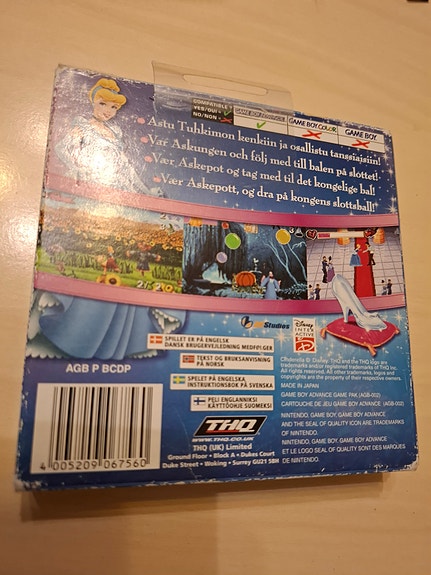 COMPATIBLE ?
YES/OUI =
NO/NON =
GAME BOY ADVANCE
GAME BOY COLOR
GAME BOY
• Astu Tuhkimon kenkiin ja osallistu tanssiaisiin!
• Var Askungen och följ med till balen på slottet!
• Vær Askepot og tag med til det kongelige bal!
• Vær Askepott, og dra på kongens slottsball!
Studios
Disney
INTERACTIVE
SPILLET ER PÅ ENGELSK
DANSK BRUGERVEJLEDNING MEDFØLGER
TEKST OG BRUKSANVISNING
PÅ NORSK
SPELET PÅ ENGELSKA,
INSTRUKTIONSBOK PÅ SVENSKA
PELI ENGLANNIKSI
KÄYTTÖOHJE SUOMEKSI
AGB P BCDP
4 005209 067560
THQ
WWW.THQ.CO.UK
THQ (UK) Limited
Ground Floor • Block A • Dukes Court
Duke Street • Woking • Surrey GU21 5BH
Cinderella © Disney. THQ and the THQ logo are
trademarks and/or registered trademarks of THQ Inc.
All rights reserved. All other trademarks, logos and
copyrights are the property of their respective owners.
MADE IN JAPAN
GAME BOY ADVANCE GAME PAK (AGB-002)
CARTOUCHE DE JEU GAME BOY ADVANCE (AGB-002)
NINTENDO, GAME BOY, GAME BOY ADVANCE
AND THE SEAL OF QUALITY ICON ARE TRADEMARKS
OF NINTENDO.
NINTENDO, GAME BOY, GAME BOY ADVANCE
ET LE LOGO SEAL OF QUALITY SONT DES MARQUES
DE NINTENDO.